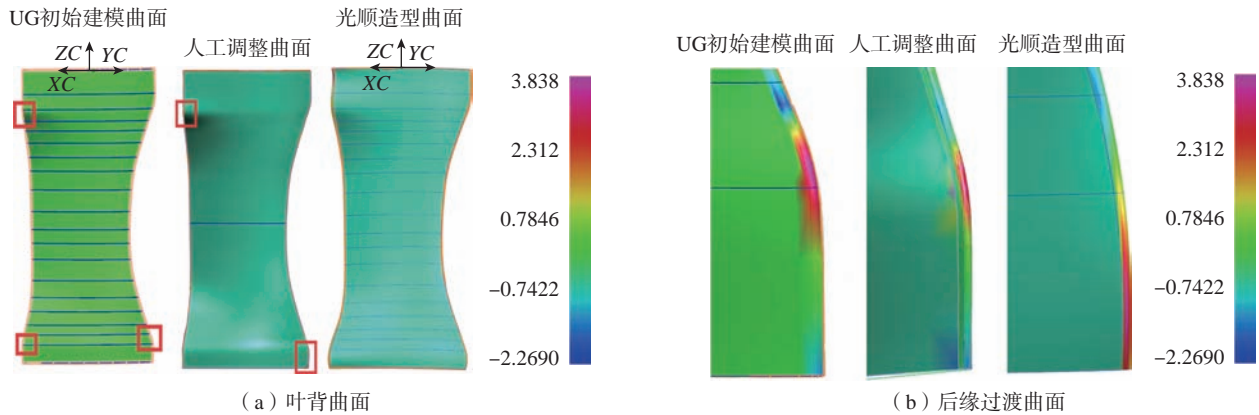 UG初始建模曲面
人工调整曲面
光顺造型曲面
ZC
YC
XC
ZC
YC
XC
3.838
2.312
0.7846
−0.7422
−2.2690
（a）叶背曲面
UG初始建模曲面
人工调整曲面
光顺造型曲面
3.838
2.312
0.7846
−0.7422
−2.2690
（b）后缘过渡曲面